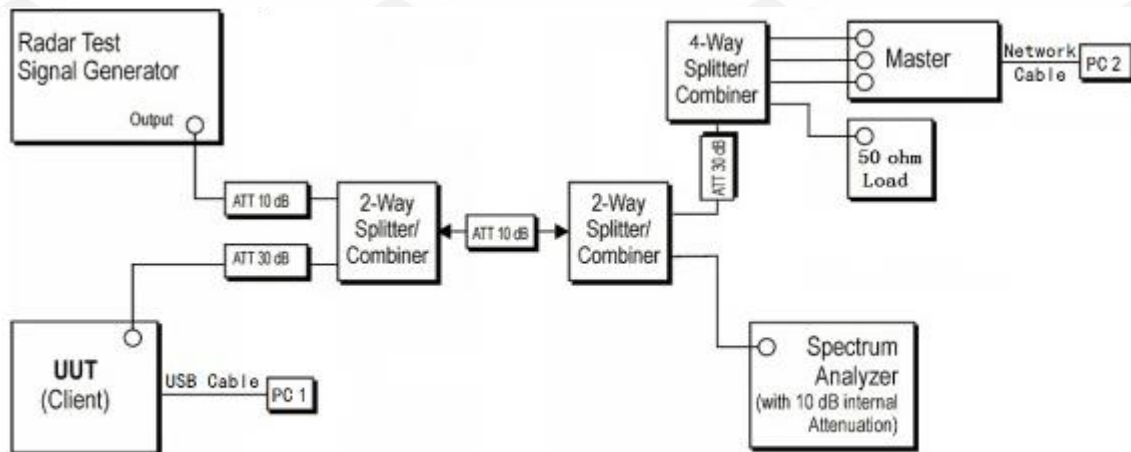 Radar Test
Signal Generator
Output
ATT 10 dB
ATT 30 dB
2-Way
Splitter/
Combiner
ATT 10 dB
2-Way
Splitter/
Combiner
ATT 30 dB
4-Way
Splitter/
Combiner
Master
Network
Cable
PC 2
50 ohm
Load
UUT
(Client)
USB Cable
PC 1
Spectrum
Analyzer
(with 10 dB internal
Attenuation)